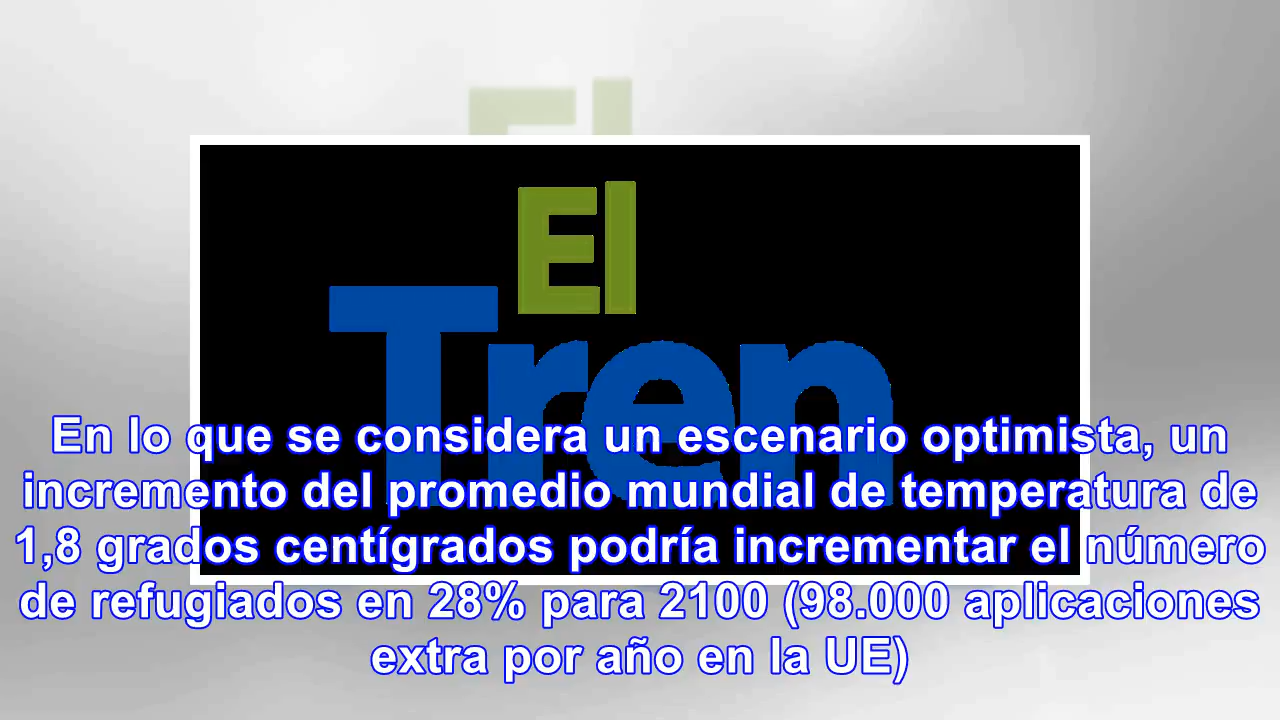 El
El
Tren
En lo que se considera un escenario optimista, un
incremento del promedio mundial de temperatura de
1,8 grados centígrados podría incrementar el número
de refugiados en 28% para 2100 (98.000 aplicaciones
extra por año en la UE)